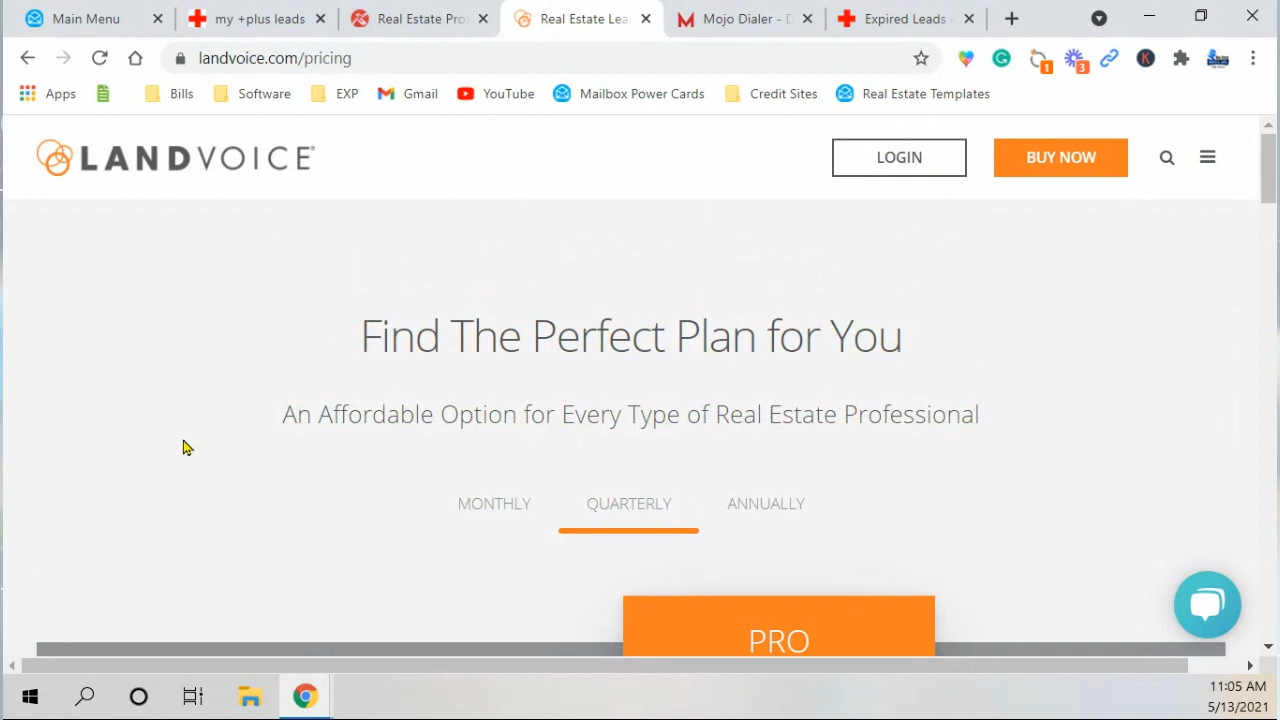 Main Menu
my +plus leads
Real Estate Pro
Real Estate Lea
Mojo Dialer - D
Expired Leads -
landvoice.com/pricing
1
3
K
Apps
Bills
Software
EXP
Gmail
YouTube
Mailbox Power Cards
Credit Sites
Real Estate Templates
LANDVOICE
LOGIN
BUY NOW
Find The Perfect Plan for You
An Affordable Option for Every Type of Real Estate Professional
MONTHLY
QUARTERLY
ANNUALLY
PRO
11:05 AM
5/13/2021